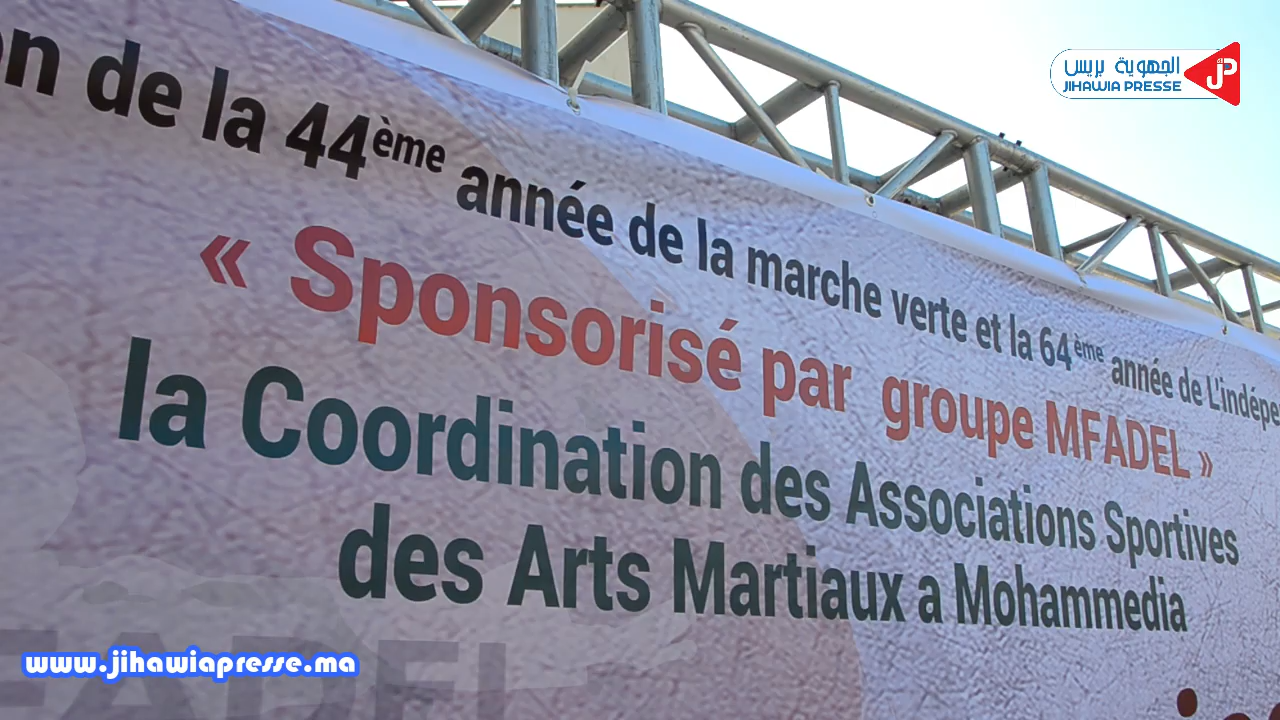 الجهوية بريس
JIHAWIA PRESSE
de la 44ème année de la marche verte et la 64ème année de L'indépe
« Sponsorisé par groupe MFADEL »
la Coordination des Associations Sportives
des Arts Martiaux a Mohammedia
www.jihawiapresse.ma